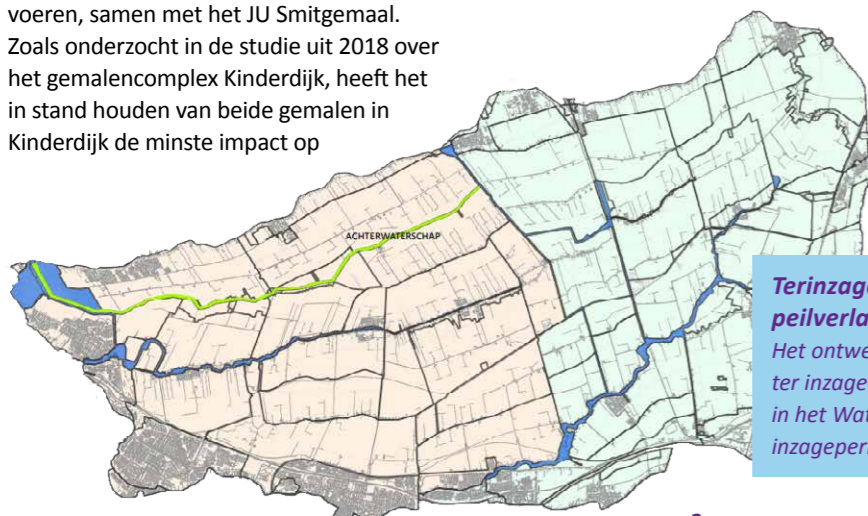 voeren, samen met het JU Smitgemaal.
Zoals onderzocht in de studie uit 2018 over
het gemalencomplex Kinderdijk, heeft het
in stand houden van beide gemalen in
Kinderdijk de minste impact op
ACHTERWATERSCHAP
Terinzage
peilverla
Het ontwe
ter inzage
in het Wat
inzageper